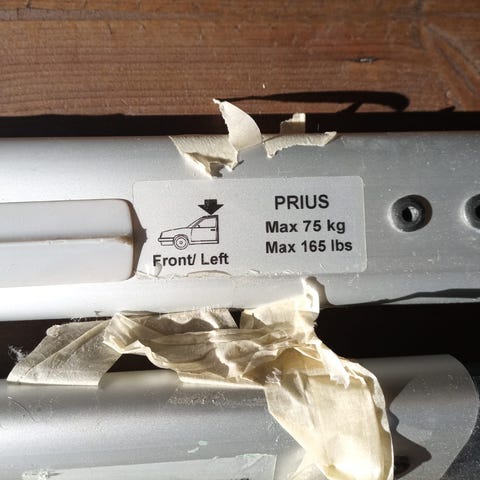 PRIUS
Max 75 kg
Max 165 lbs
Front/ Left